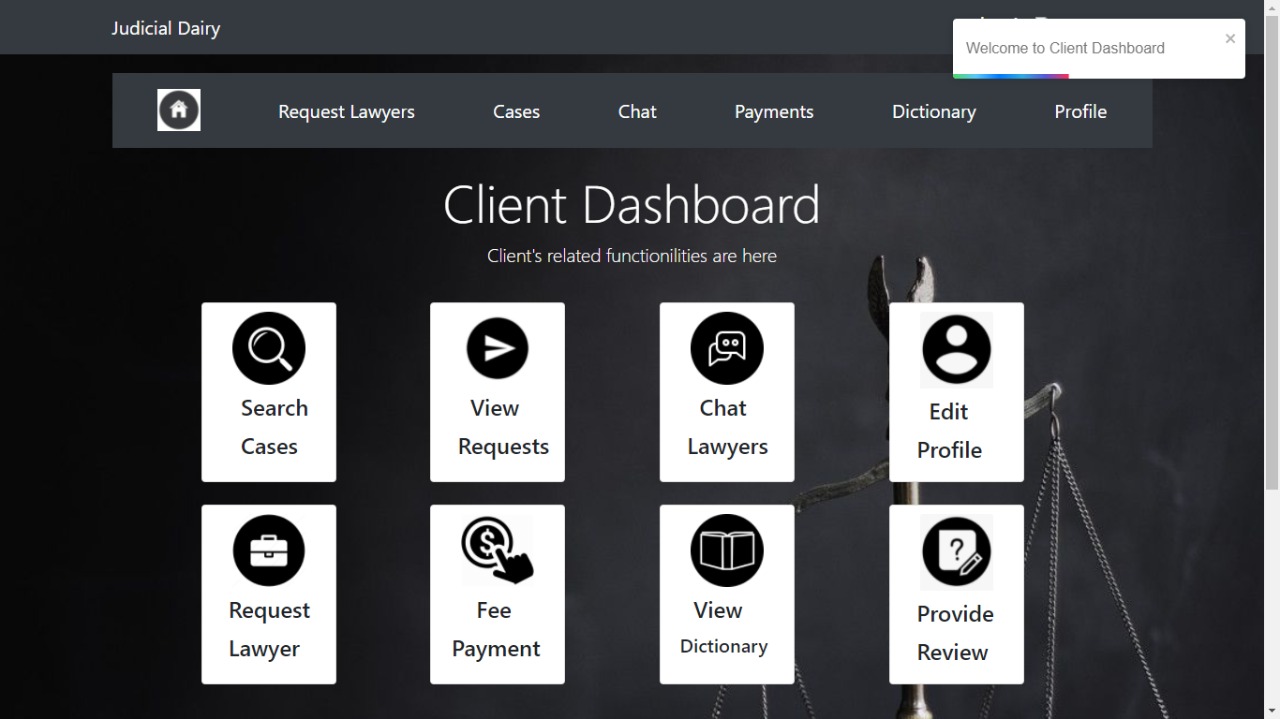 Judicial Dairy
Welcome to Client Dashboard
×
Request Lawyers Cases Chat Payments Dictionary Profile
Client Dashboard
Client's related functionilities are here
Search
Cases
View
Requests
Chat
Lawyers
Edit
Profile
Request
Lawyer
Fee
Payment
View
Dictionary
Provide
Review